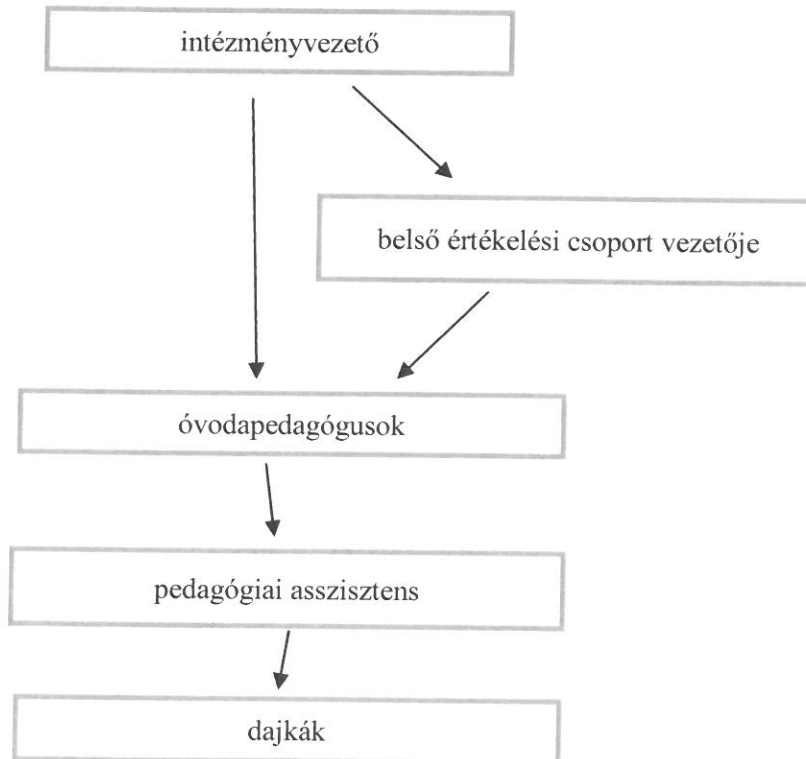 intézményvezető
belső értékelési csoport vezetője
óvodapedagógusok
pedagógiai asszisztens
dajkák